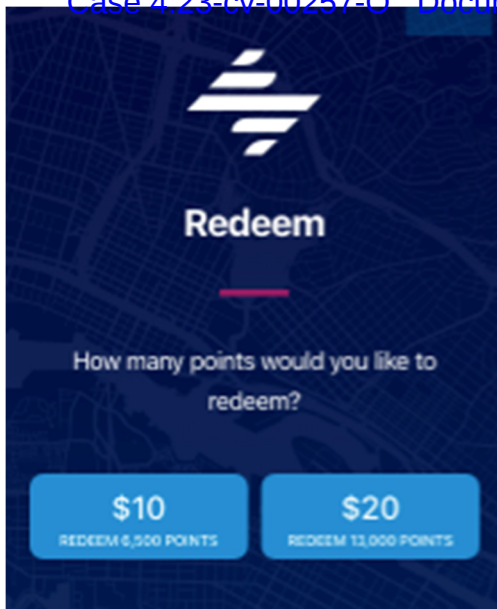 Case 4:23-cv-00257-O Docu
Redeem
How many points would you like to
redeem?
$10 $20
REDEEM 6,500 POINTS REDEEM 13,000 POINTS